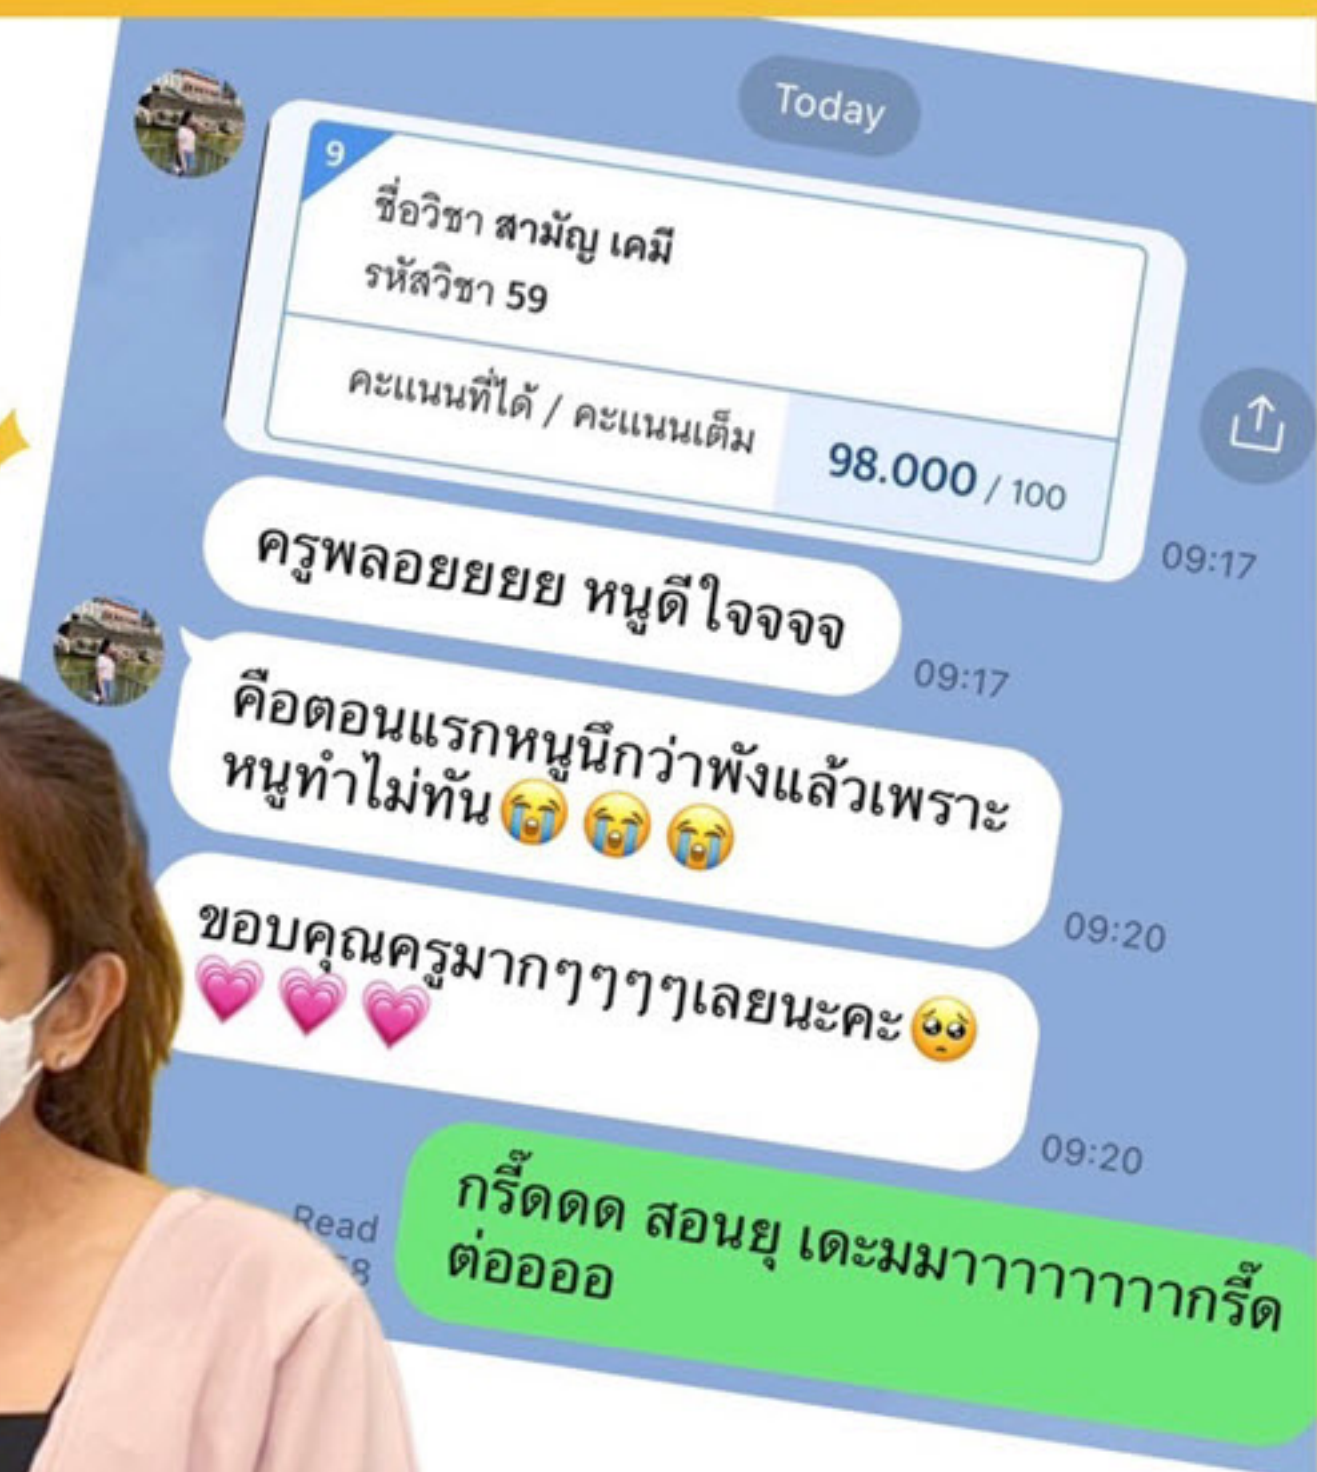 Today
9
ชื่อวิชา สามัญ เคมี
รหัสวิชา 59
คะแนนที่ได้ / คะแนนเต็ม
98.000 / 100
09:17
ครูพลอยยยย หนูดีใจจจจ
09:17
คือตอนแรกหนูนึกว่าพังแล้วเพราะ
หนูทำไม่ทัน😭😭😭
09:20
ขอบคุณครูมากๆๆๆๆเลยนะคะ🥺
💗💗💗
09:20
Read
กรี๊ดดด สอนยุ เดะมมาาาาาาาากรี๊ด
ต่ออออ